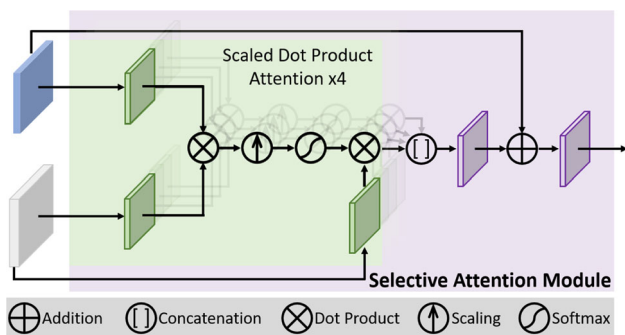 Scaled Dot Product
Attention x4
[ ]
Selective Attention Module
Addition [ ] Concatenation Dot Product Scaling Softmax